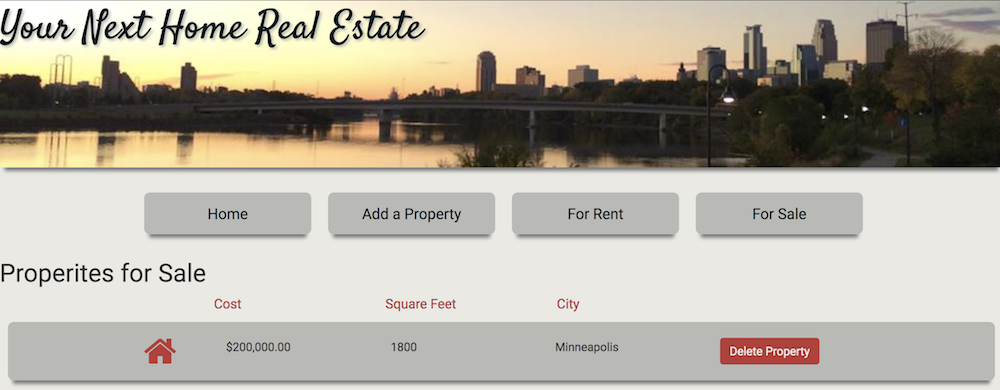 Your Next Home Real Estate
Home Add a Property For Rent For Sale
Properites for Sale
Cost Square Feet City
$200,000.00 1800 Minneapolis Delete Property